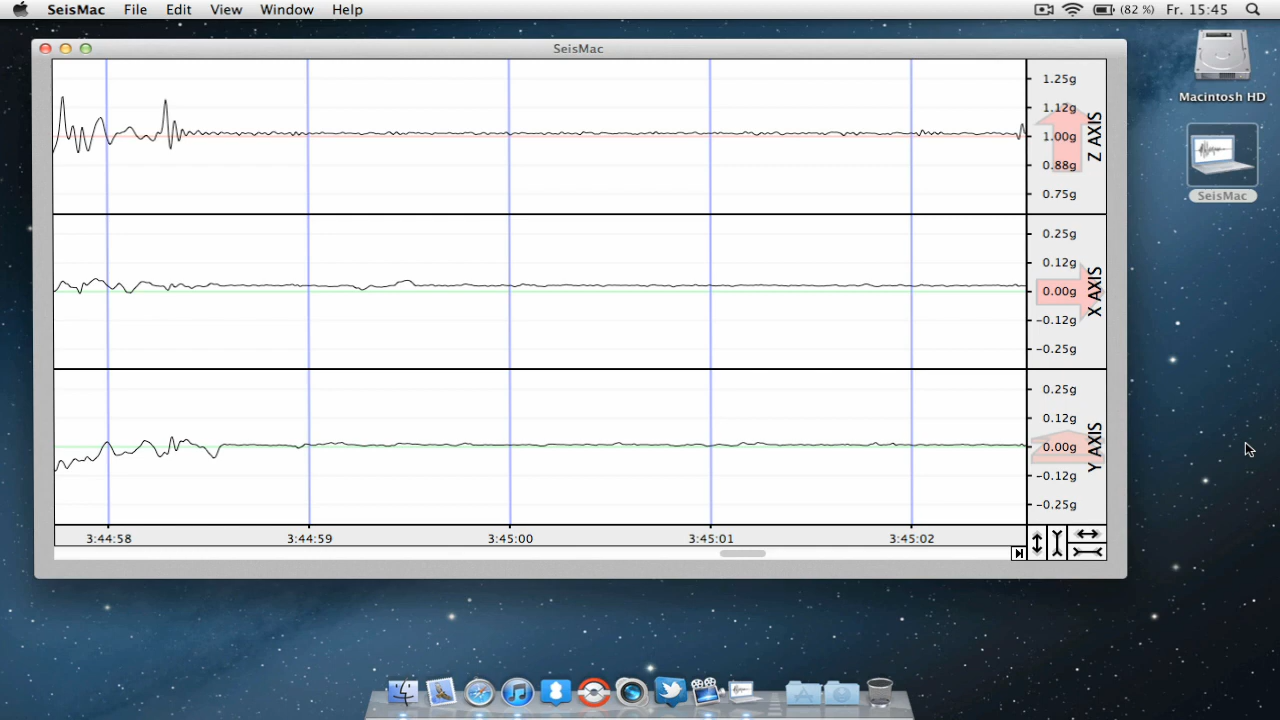 SeisMac File Edit View Window Help (82 %) Fr. 15:45
SeisMac
Macintosh HD
SeisMac
1.25g
1.12g
1.00g
0.88g
0.75g
Z AXIS
0.25g
0.12g
0.00g
-0.12g
-0.25g
X AXIS
0.25g
0.12g
0.00g
-0.12g
-0.25g
Y AXIS
3:44:58 3:44:59 3:45:00 3:45:01 3:45:02